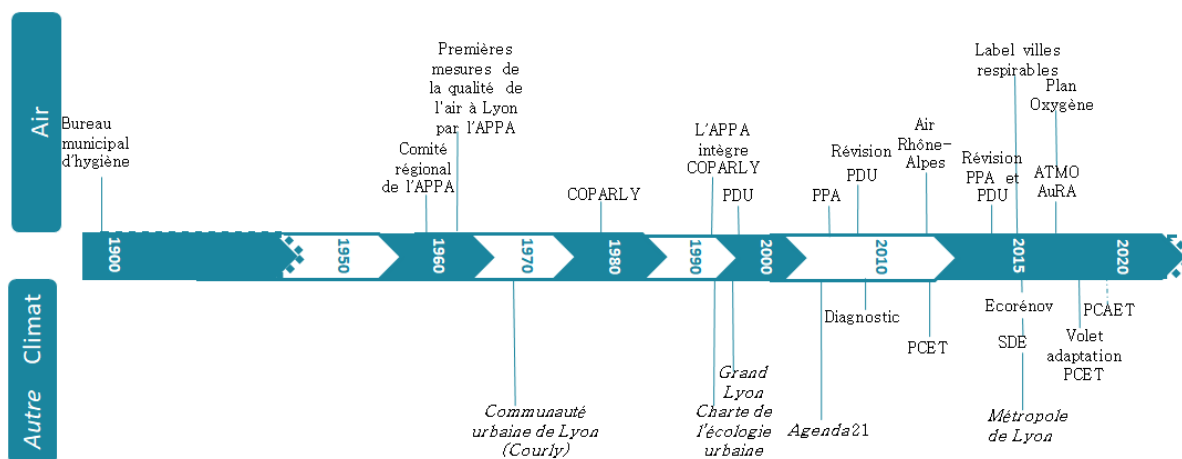 Air
Bureau
municipal
d'hygiène
Premières
mesures de
la qualité de
l'air à Lyon
par l'APPA
Comité
régional
de l'APPA
COPARLY
L'APPA
intègre
COPARLY
PDU
PPA
Révision
PDU
Air
Rhône-
Alpes
Révision
PPA et
PDU
Label villes
respirables
Plan
Oxygène
ATMO
AuRA
1900
1950
1960
1970
1980
1990
2000
2010
2015
2020
Autre Climat
Communauté
urbaine de Lyon
(Courly)
Grand
Lyon
Charte de
l'écologie
urbaine
Agenda21
Diagnostic
PCET
Ecorénov
SDE
Métropole
de Lyon
Volet
adaptation
PCET
PCAET